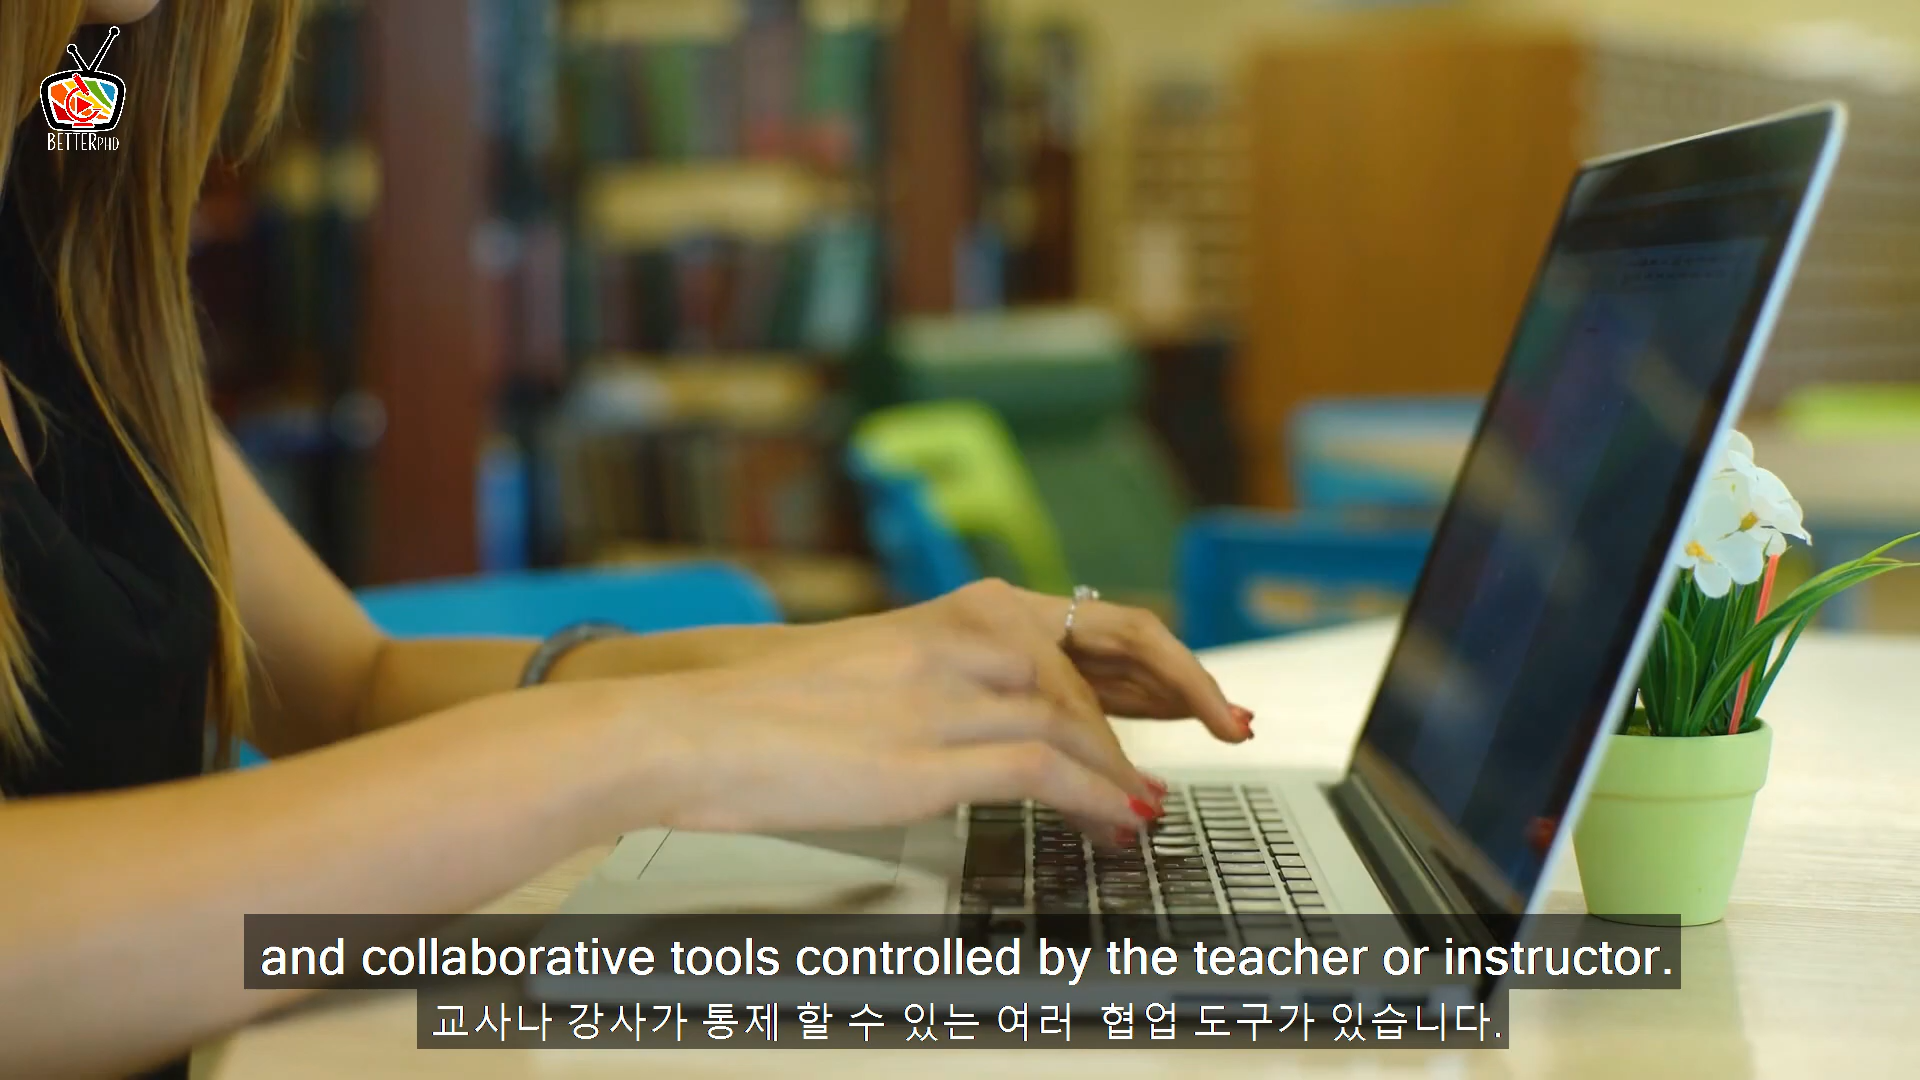 BETTERPHD
and collaborative tools controlled by the teacher or instructor.
교사나 강사가 통제 할 수 있는 여러 협업 도구가 있습니다.